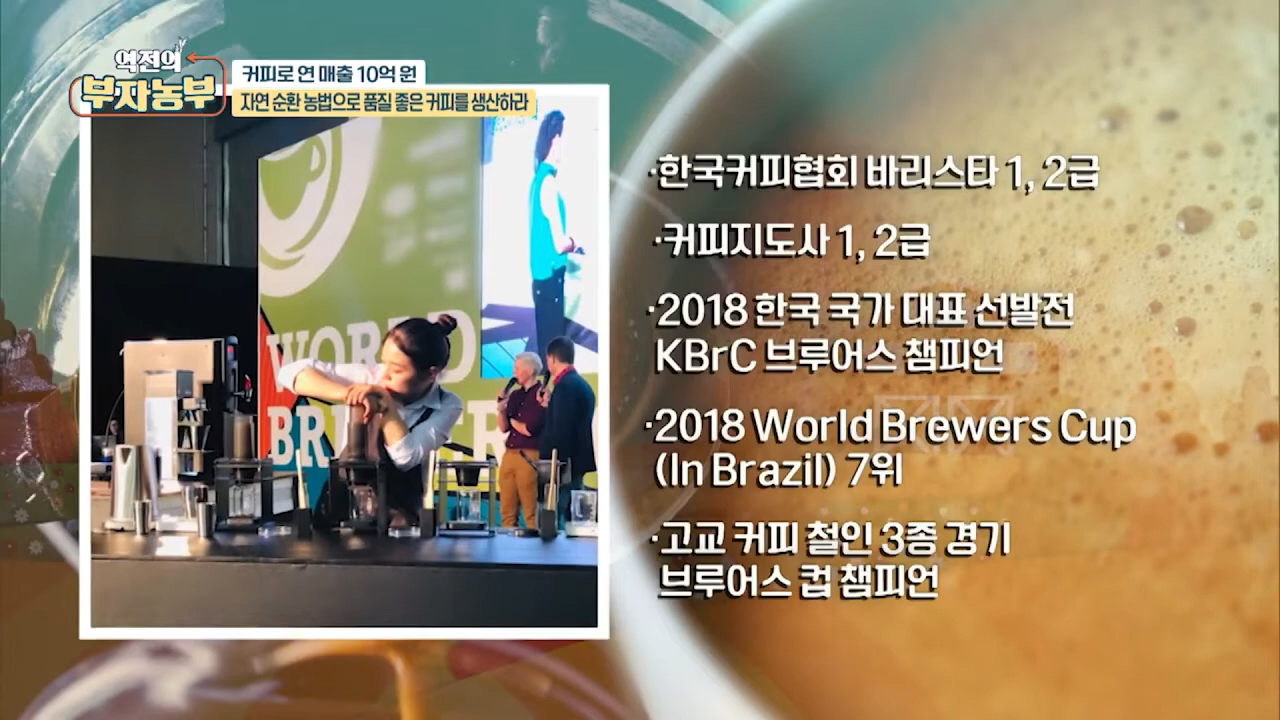 역전의
부자농부
커피로 연 매출 10억 원
자연 순환 농법으로 품질 좋은 커피를 생산하라
·한국커피협회 바리스타 1, 2급
·커피지도사 1, 2급
·2018 한국 국가 대표 선발전
KBrC 브루어스 챔피언
·2018 World Brewers Cup
(In Brazil) 7위
·고교 커피 철인 3종 경기
브루어스 컵 챔피언
WORLD